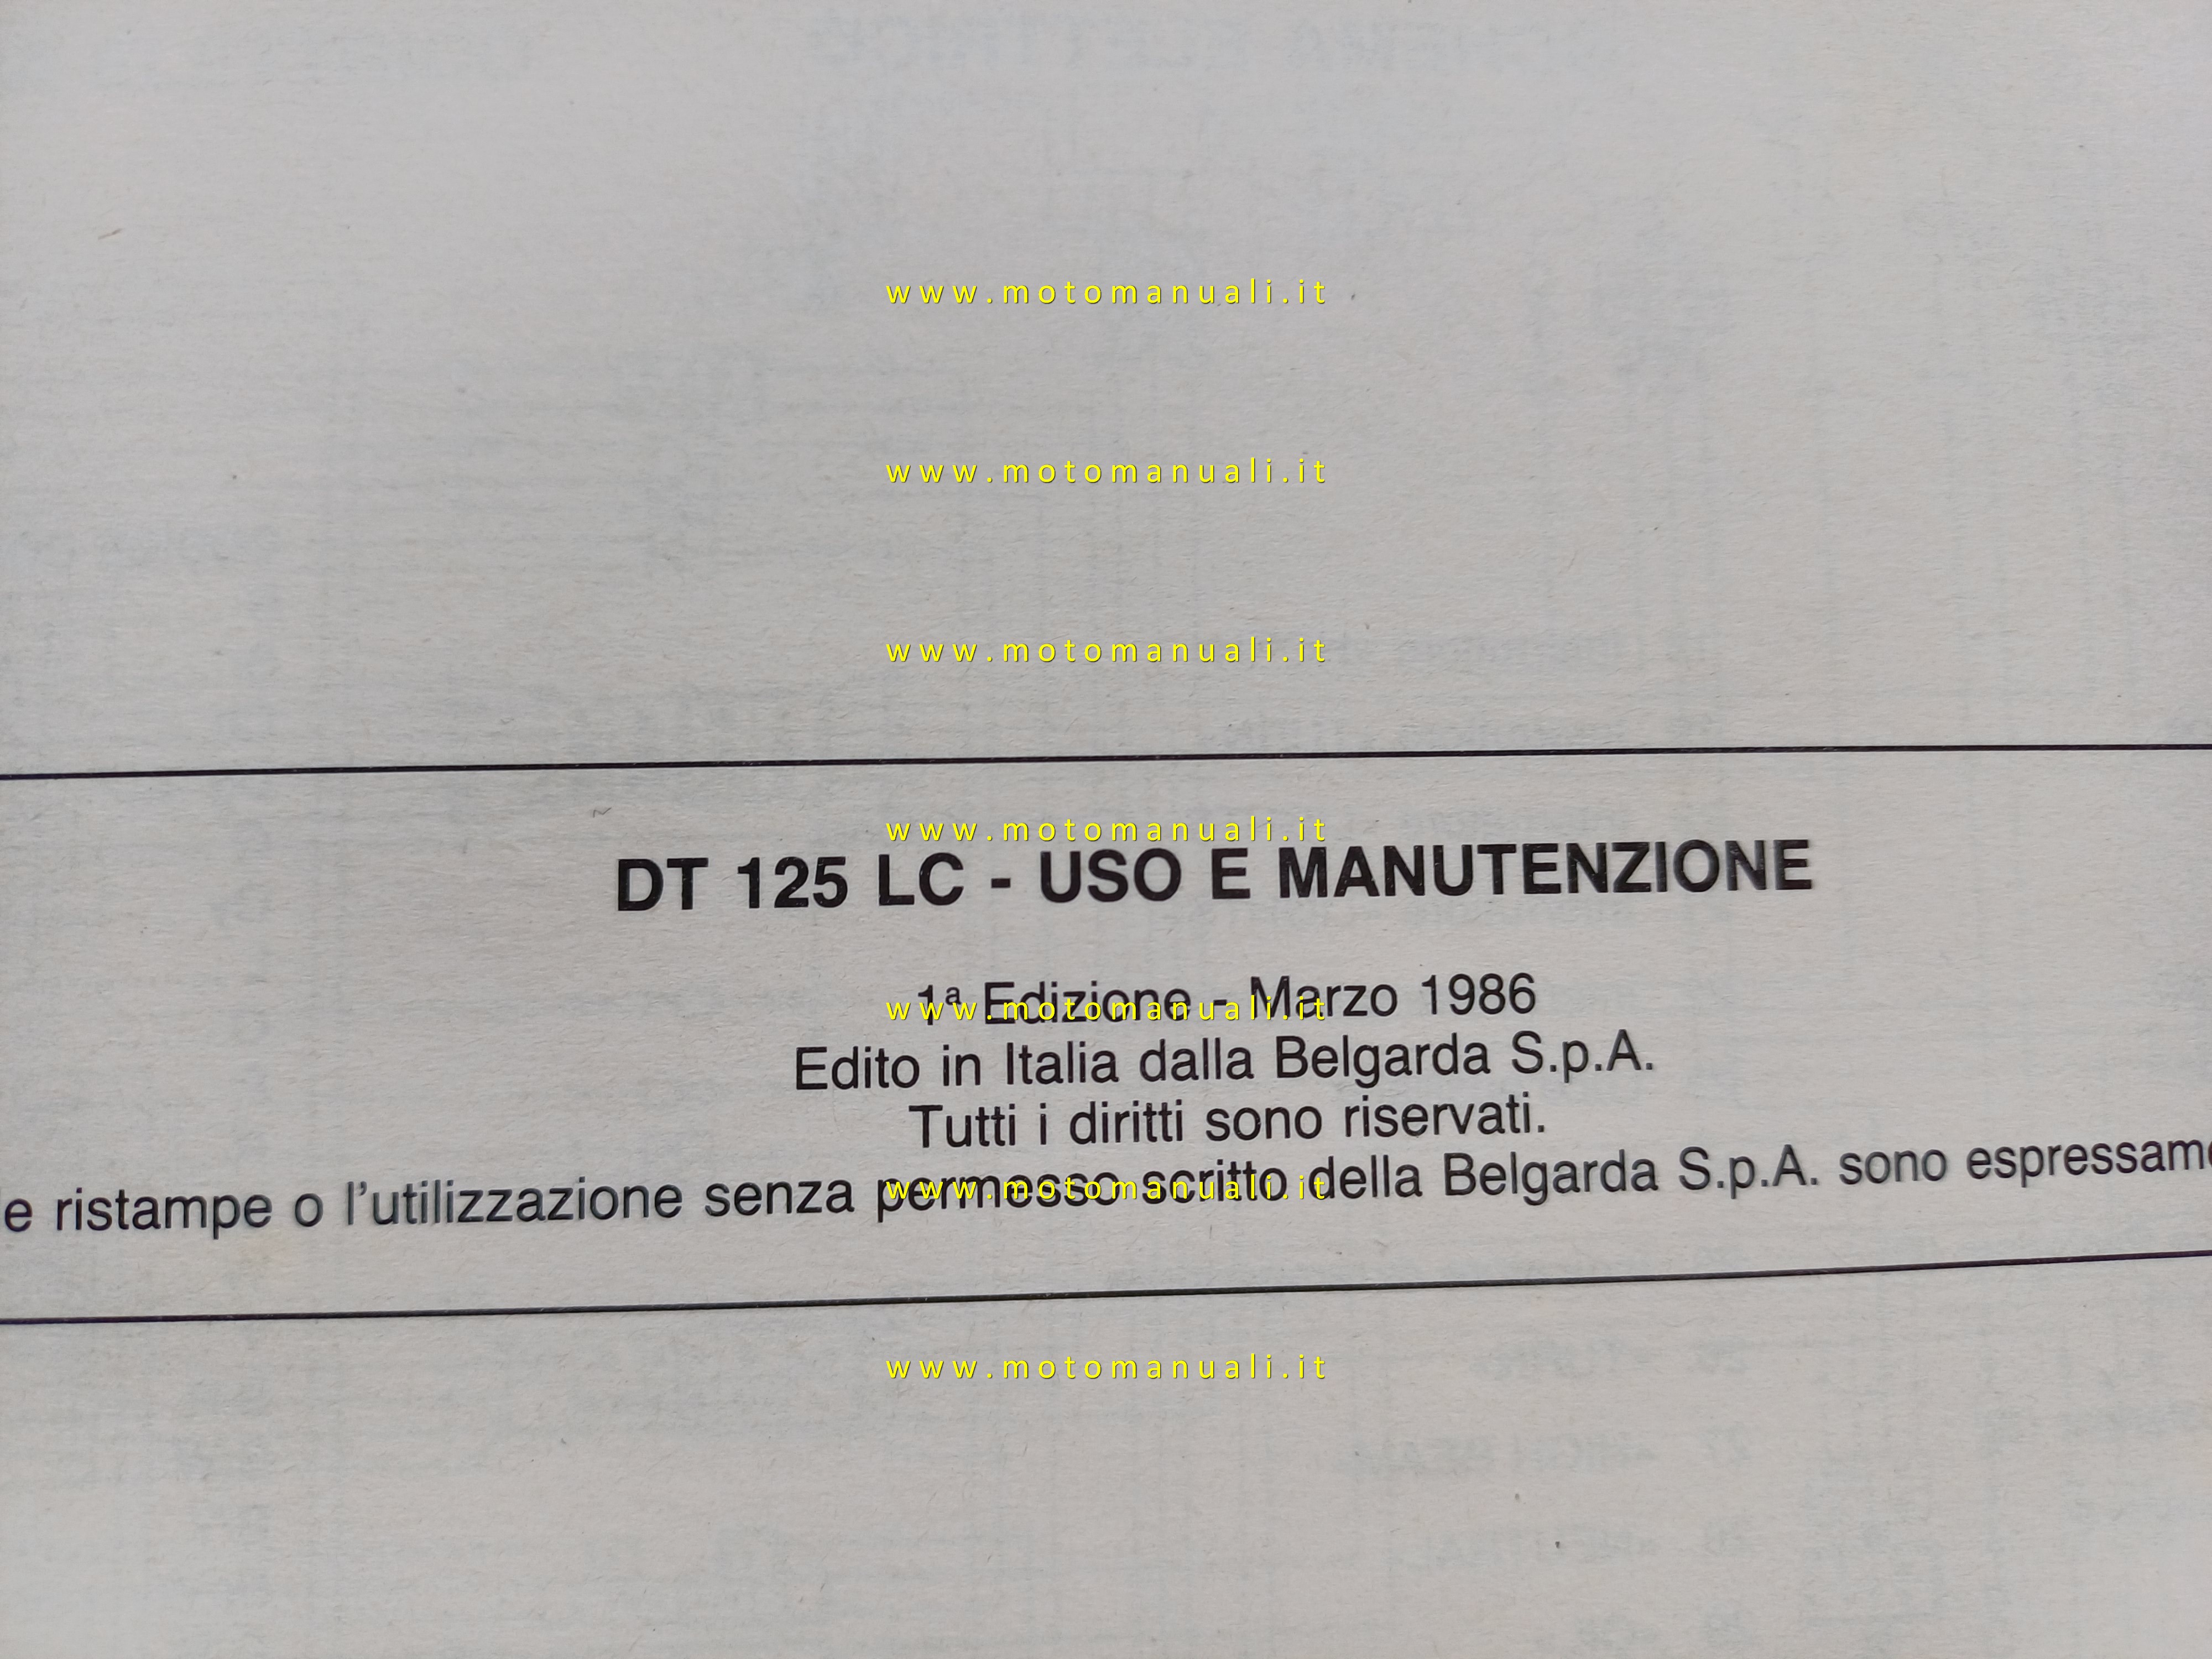 www.motomanuali.it
www.motomanuali.it
www.motomanuali.it
www.motomanuali.it
DT 125 LC - USO E MANUTENZIONE
1ª Edizione - Marzo 1986
www.motomanuali.it
Edito in Italia dalla Belgarda S.p.A.
Tutti i diritti sono riservati.
le ristampe o l'utilizzazione senza permesso scritto della Belgarda S.p.A. sono
www.motomanuali.it
www.motomanuali.it